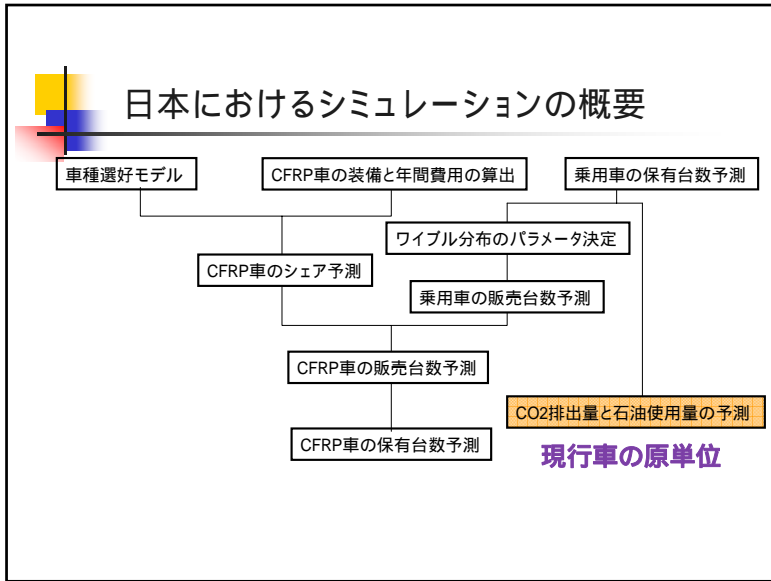 日本におけるシミュレーションの概要
車種選好モデル
CFRP車の装備と年間費用の算出
乗用車の保有台数予測
ワイブル分布のパラメータ決定
CFRP車のシェア予測
乗用車の販売台数予測
CFRP車の販売台数予測
CO2排出量と石油使用量の予測
CFRP車の保有台数予測
現行車の原単位